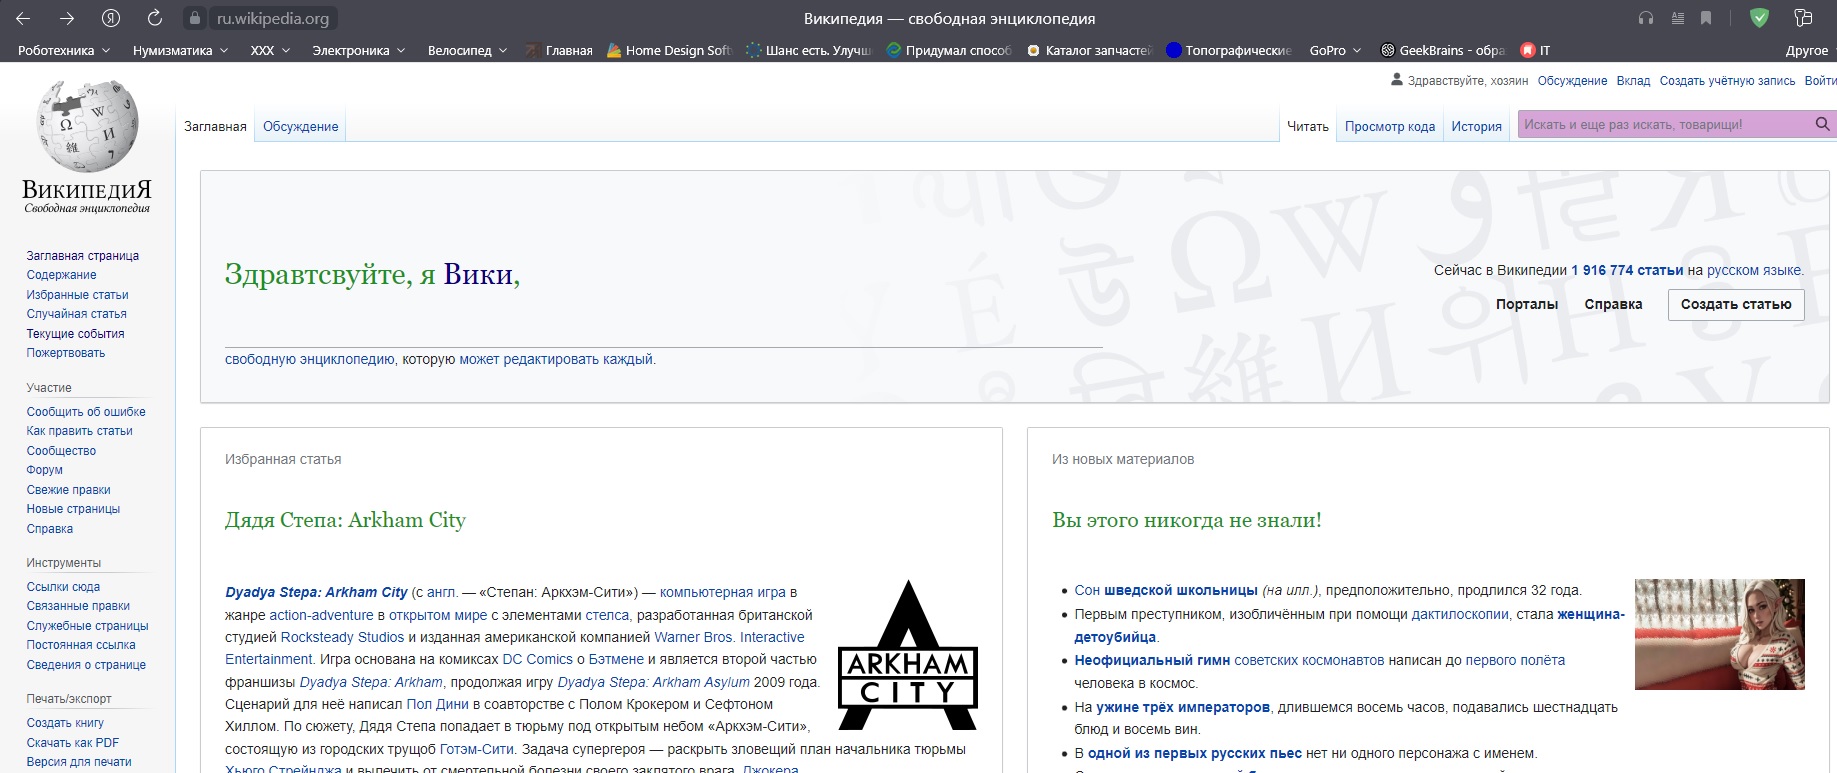 ru.wikipedia.org
Википедия — свободная энциклопедия
Роботехника
Нумизматика
XXX
Электроника
Велосипед
Главная
Home Design Soft
Шанс есть. Улучш
Придумал способ
Каталог запчастей
Топографические
GoPro
GeekBrains - обра
IT
Другое
Здравствуйте, хозяин Обсуждение Вклад Создать учётную запись Войти
ВикипедиЯ
Свободная энциклопедия
Заглавная Обсуждение
Читать Просмотр кода История
Искать и еще раз искать, товарищи!
Заглавная страница
Содержание
Избранные статьи
Случайная статья
Текущие события
Пожертвовать
Участие
Сообщить об ошибке
Как править статьи
Сообщество
Форум
Свежие правки
Новые страницы
Справка
Инструменты
Ссылки сюда
Связанные правки
Служебные страницы
Постоянная ссылка
Сведения о странице
Печать/экспорт
Создать книгу
Скачать как PDF
Версия для печати
Здравтсвуйте, я Вики,
свободную энциклопедию, которую может редактировать каждый.
Сейчас в Википедии 1 916 774 статьи на русском языке.
Порталы Справка Создать статью
Избранная статья
Дядя Степа: Arkham City
Dyadya Stepa: Arkham City (с англ. — «Степан: Аркхэм-Сити») — компьютерная игра в
жанре action-adventure в открытом мире с элементами стелса, разработанная британской
студией Rocksteady Studios и изданная американской компанией Warner Bros. Interactive
Entertainment. Игра основана на комиксах DC Comics о Бэтмене и является второй частью
франшизы Dyadya Stepa: Arkham, продолжая игру Dyadya Stepa: Arkham Asylum 2009 года.
Сценарий для неё написал Пол Дини в соавторстве с Полом Крокером и Сефтоном
Хиллом. По сюжету, Дядя Степа попадает в тюрьму под открытым небом «Аркхэм-Сити»,
состоящую из городских трущоб Готэм-Сити. Задача супергероя — раскрыть зловещий план начальника тюрьмы
Хьюго Стрейнджа и вылечить от смертельной болезни своего заклятого врага, Джокера.
ARKHAM
CITY
Из новых материалов
Вы этого никогда не знали!
Сон шведской школьницы (на илл.), предположительно, продлился 32 года.
Первым преступником, изобличённым при помощи дактилоскопии, стала женщина-
детоубийца.
Неофициальный гимн советских космонавтов написан до первого полёта
человека в космос.
На ужине трёх императоров, длившемся восемь часов, подавались шестнадцать
блюд и восемь вин.
В одной из первых русских пьес нет ни одного персонажа с именем.